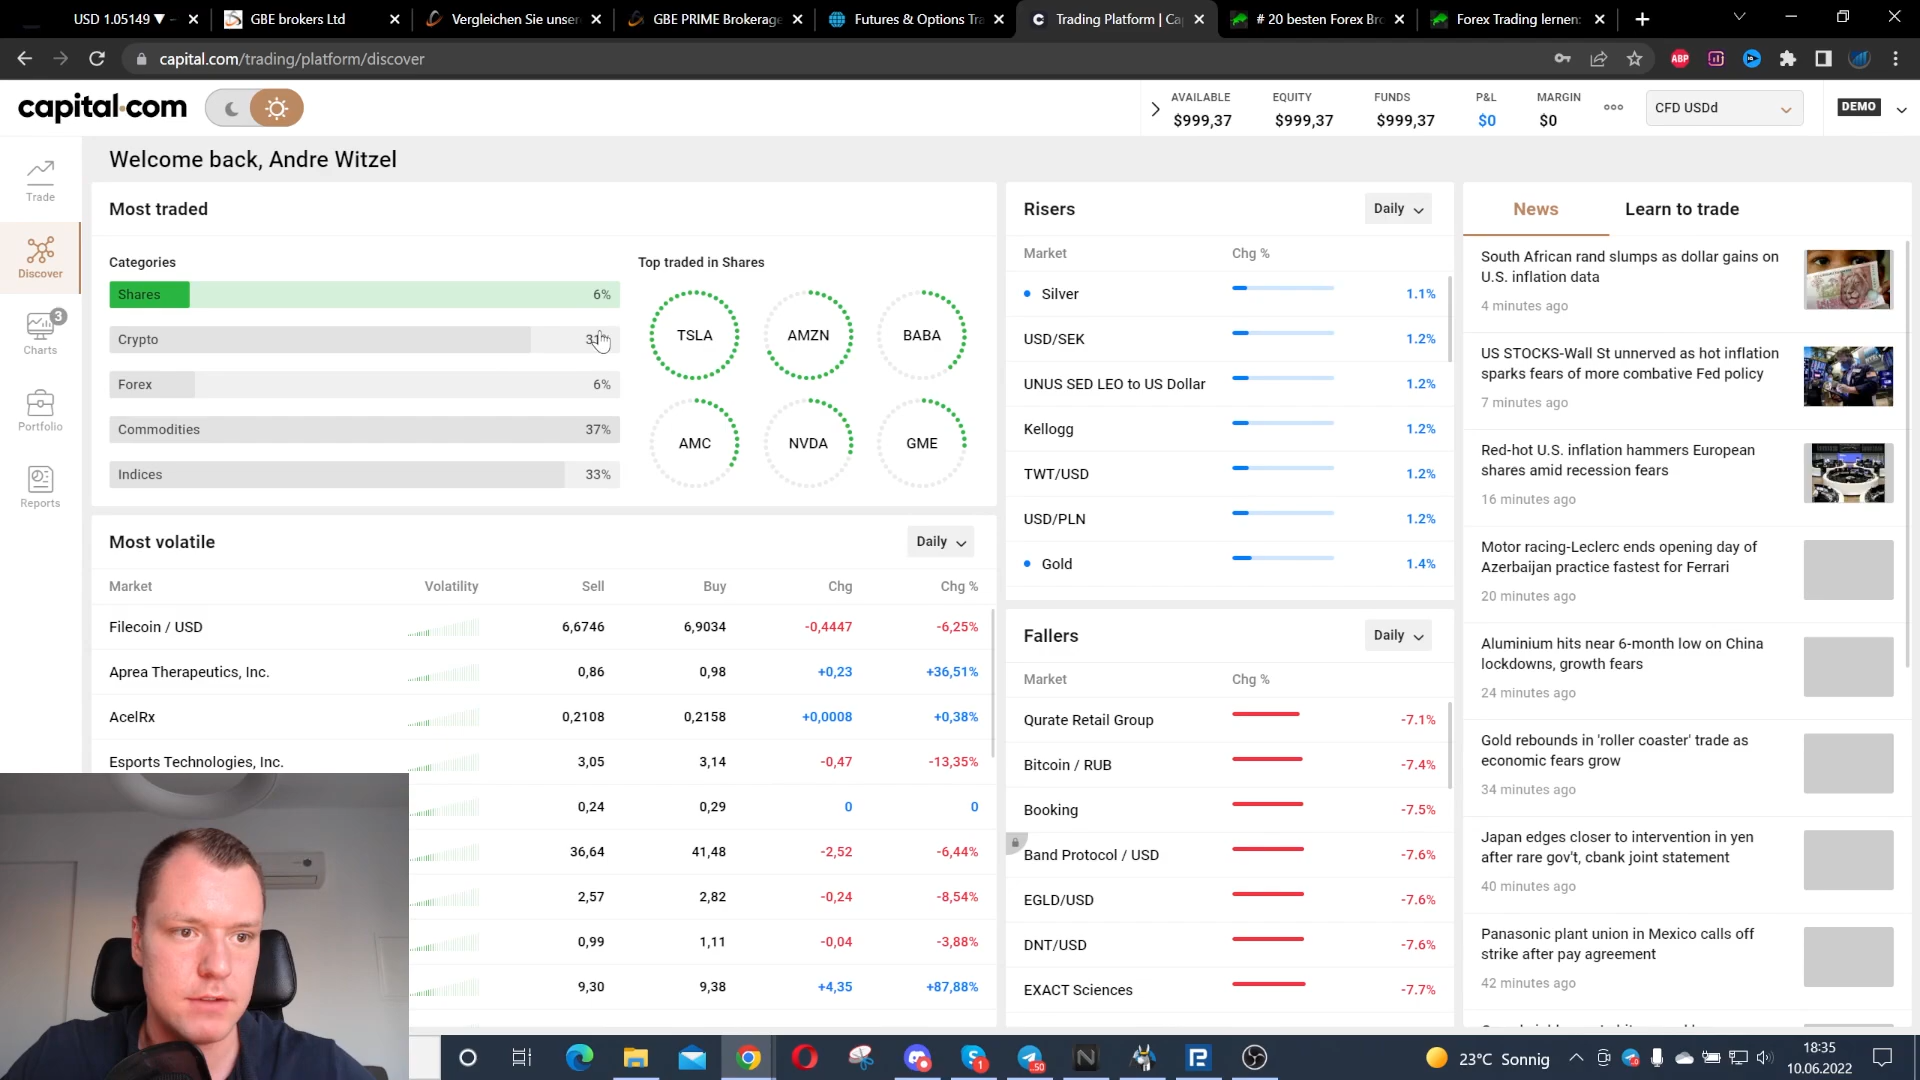 USD 1.05149 ▼ −
GBE brokers Ltd
Vergleichen Sie unser
GBE PRIME Brokerage
Futures & Options Tra
Trading Platform | Ca
# 20 besten Forex Br
Forex Trading lernen:
capital.com/trading/platform/discover
ABP
capital.com
AVAILABLE
$999,37
EQUITY
$999,37
FUNDS
$999,37
P&L
$0
MARGIN
$0
CFD USDd
DEMO
Trade
Discover
3
Charts
Portfolio
Reports
Welcome back, Andre Witzel
Most traded
Categories
Shares 6%
Crypto
Forex 6%
Commodities 37%
Indices 33%
Top traded in Shares
TSLA AMZN BABA
AMC NVDA GME
Most volatile
Daily
Market Volatility Sell Buy Chg Chg %
Filecoin / USD 6,6746 6,9034 -0,4447 -6,25%
Aprea Therapeutics, Inc. 0,86 0,98 +0,23 +36,51%
AcelRx 0,2108 0,2158 +0,0008 +0,38%
Esports Technologies, Inc. 3,05 3,14 -0,47 -13,35%
0,24 0,29 0 0
36,64 41,48 -2,52 -6,44%
2,57 2,82 -0,24 -8,54%
0,99 1,11 -0,04 -3,88%
9,30 9,38 +4,35 +87,88%
Risers
Daily
Market Chg %
Silver 1.1%
USD/SEK 1.2%
UNUS SED LEO to US Dollar 1.2%
Kellogg 1.2%
TWT/USD 1.2%
USD/PLN 1.2%
Gold 1.4%
Fallers
Daily
Market Chg %
Qurate Retail Group -7.1%
Bitcoin / RUB -7.4%
Booking -7.5%
Band Protocol / USD -7.6%
EGLD/USD -7.6%
DNT/USD -7.6%
EXACT Sciences -7.7%
News
Learn to trade
South African rand slumps as dollar gains on
U.S. inflation data
4 minutes ago
US STOCKS-Wall St unnerved as hot inflation
sparks fears of more combative Fed policy
7 minutes ago
Red-hot U.S. inflation hammers European
shares amid recession fears
16 minutes ago
Motor racing-Leclerc ends opening day of
Azerbaijan practice fastest for Ferrari
20 minutes ago
Aluminium hits near 6-month low on China
lockdowns, growth fears
24 minutes ago
Gold rebounds in 'roller coaster' trade as
economic fears grow
34 minutes ago
Japan edges closer to intervention in yen
after rare gov't, cbank joint statement
40 minutes ago
Panasonic plant union in Mexico calls off
strike after pay agreement
42 minutes ago
23°C Sonnig
18:35
10.06.2022